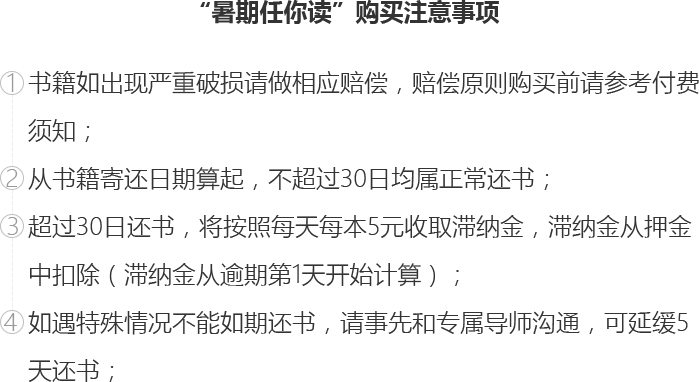 “暑期任你读”购买注意事项
① 书籍如出现严重破损请做相应赔偿，赔偿原则购买前请参考付费
须知；
② 从书籍寄还日期算起，不超过30日均属正常还书；
③ 超过30日还书，将按照每天每本5元收取滞纳金，滞纳金从押金
中扣除（滞纳金从逾期第1天开始计算）；
④ 如遇特殊情况不能如期还书，请事先和专属导师沟通，可延缓5
天还书；